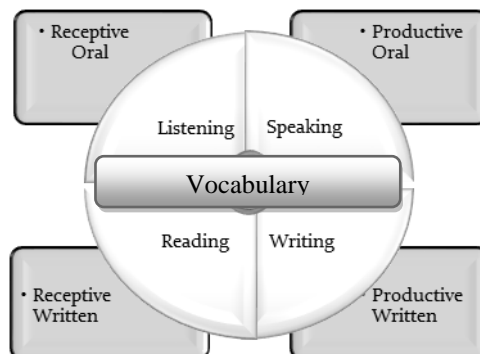 • Receptive
Oral
• Productive
Oral
Listening
Speaking
Vocabulary
Reading
Writing
• Receptive
Written
• Productive
Written